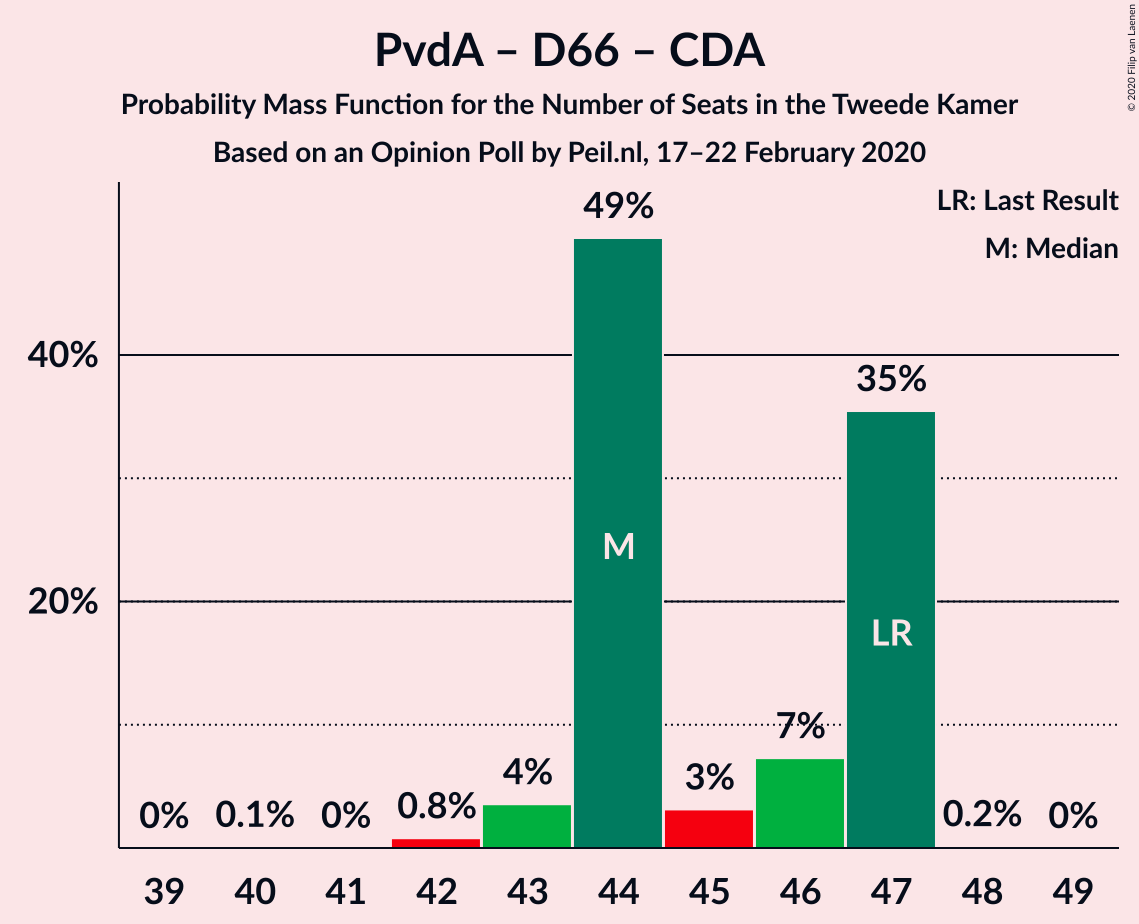 PvdA – D66 – CDA
Probability Mass Function for the Number of Seats in the Tweede Kamer
Based on an Opinion Poll by Peil.nl, 17–22 February 2020
© 2020 Filip van Laenen
LR: Last Result
M: Median
49%
40%
35%
M
20%
LR
7%
4%
3%
0%
0.1%
0%
0.8%
0.2%
0%
39 40 41 42 43 44 45 46 47 48 49